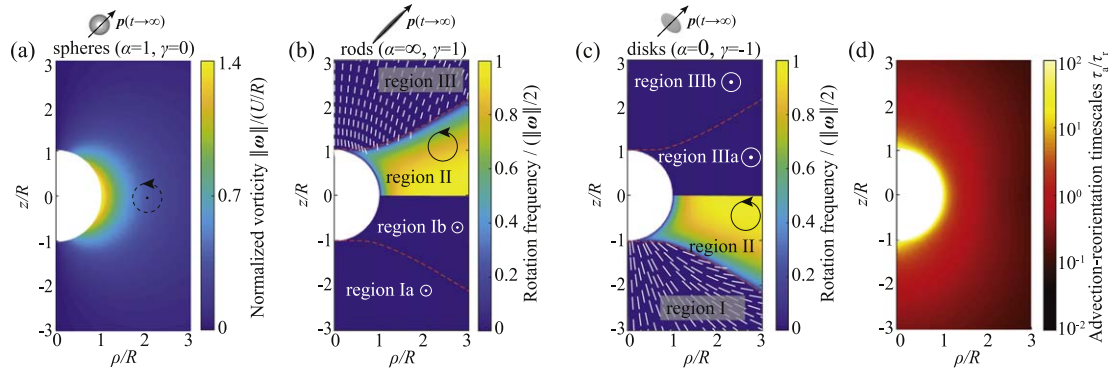 p(t→∞)
p(t→∞)
p(t→∞)
(a) spheres (α=1, γ=0)
(b) rods (α=∞, γ=1)
(c) disks (α=0, γ=-1)
(d)
3
2
1
0
-1
-2
-3
z/R
0 1 2 3
ρ/R
1.4
0.7
0
Normalized vorticity ‖ω‖/(U/R)
3
2
1
0
-1
-2
-3
z/R
region III
region II
region Ib
region Ia
0 1 2 3
ρ/R
1
0.8
0.6
0.4
0.2
0
Rotation frequency / (‖ω‖/2)
3
2
1
0
-1
-2
-3
z/R
region IIIb
region IIIa
region II
region I
0 1 2 3
ρ/R
1
0.8
0.6
0.4
0.2
0
Rotation frequency / (‖ω‖/2)
3
2
1
0
-1
-2
-3
z/R
0 1 2 3
ρ/R
10²
10¹
10⁰
10⁻¹
10⁻²
Advection-reorientation timescales τₐ/τᵣ